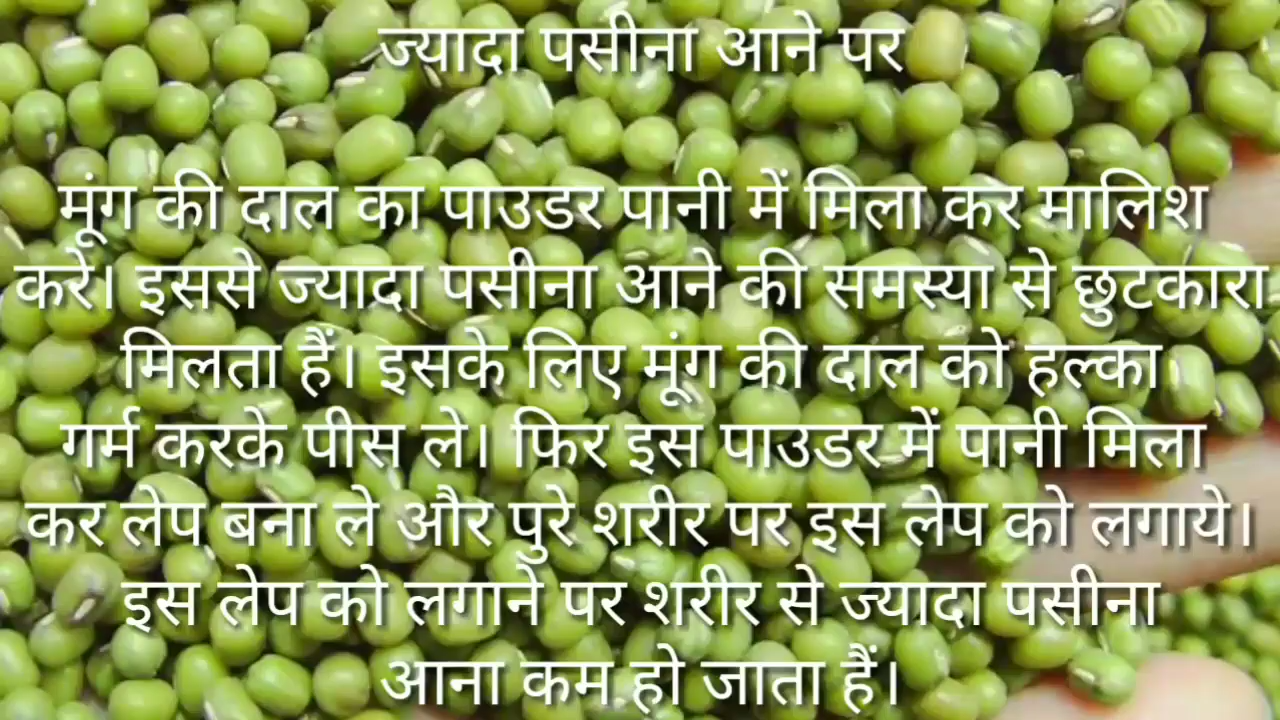 ज्यादा पसीना आने पर
मूंग की दाल का पाउडर पानी में मिला कर मालिश
करे। इससे ज्यादा पसीना आने की समस्या से छुटकारा
मिलता हैं। इसके लिए मूंग की दाल को हल्का
गर्म करके पीस ले। फिर इस पाउडर में पानी मिला
कर लेप बना ले और पुरे शरीर पर इस लेप को लगाये।
इस लेप को लगाने पर शरीर से ज्यादा पसीना
आना कम हो जाता हैं।